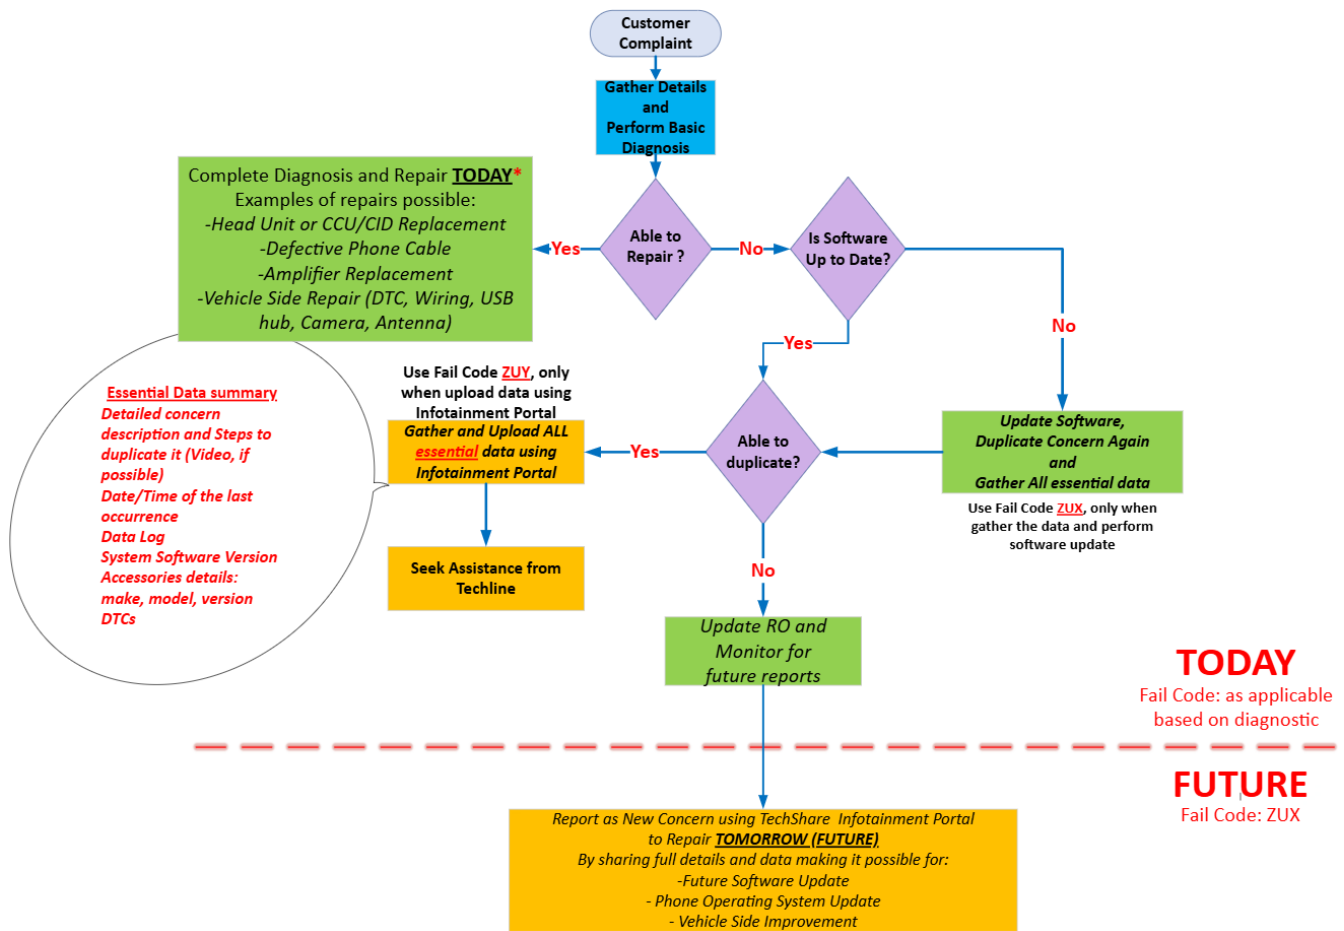 Customer
Complaint
Gather Details
and
Perform Basic
Diagnosis
Complete Diagnosis and Repair TODAY*
Examples of repairs possible:
-Head Unit or CCU/CID Replacement
-Defective Phone Cable
-Amplifier Replacement
-Vehicle Side Repair (DTC, Wiring, USB
hub, Camera, Antenna)
Yes
Able to
Repair ?
No
Is Software
Up to Date?
No
Yes
Essential Data summary
Detailed concern
description and Steps to
duplicate it (Video, if
possible)
Date/Time of the last
occurrence
Data Log
System Software Version
Accessories details:
make, model, version
DTCs
Use Fail Code ZUY, only
when upload data using
Infotainment Portal
Gather and Upload ALL
essential data using
Infotainment Portal
Yes
Able to
duplicate?
Update Software,
Duplicate Concern Again
and
Gather All essential data
Use Fail Code ZUX, only when
gather the data and perform
software update
Seek Assistance from
Techline
No
Update RO and
Monitor for
future reports
TODAY
Fail Code: as applicable
based on diagnostic
FUTURE
Fail Code: ZUX
Report as New Concern using TechShare Infotainment Portal
to Repair TOMORROW (FUTURE)
By sharing full details and data making it possible for:
-Future Software Update
- Phone Operating System Update
- Vehicle Side Improvement